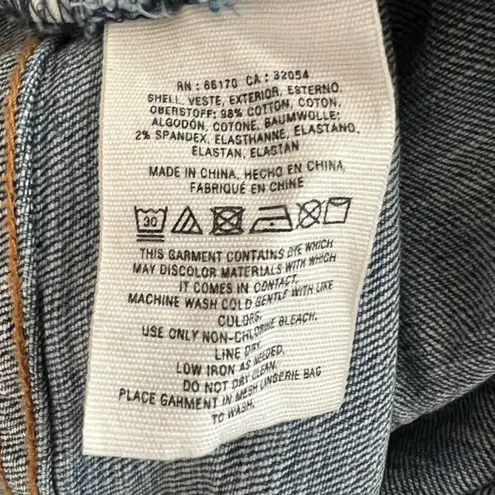 RN : 66170 CA : 32054
SHELL, VESTE, EXTERIOR, ESTERNO,
OBERSTOFF: 98% COTTON, COTON,
ALGODÓN, COTONE, BAUMWOLLE;
2% SPANDEX, ELASTHANNE, ELASTANO,
ELASTAN, ELASTAN
MADE IN CHINA, HECHO EN CHINA,
FABRIQUÉ EN CHINE
30
THIS GARMENT CONTAINS DYE WHICH
MAY DISCOLOR MATERIALS WITH WHICH
IT COMES IN CONTACT.
MACHINE WASH COLD GENTLE WITH LIKE
COLORS.
USE ONLY NON-CHLORINE BLEACH.
LINE DRY.
LOW IRON AS NEEDED.
DO NOT DRY CLEAN.
PLACE GARMENT IN MESH LINGERIE BAG
TO WASH.